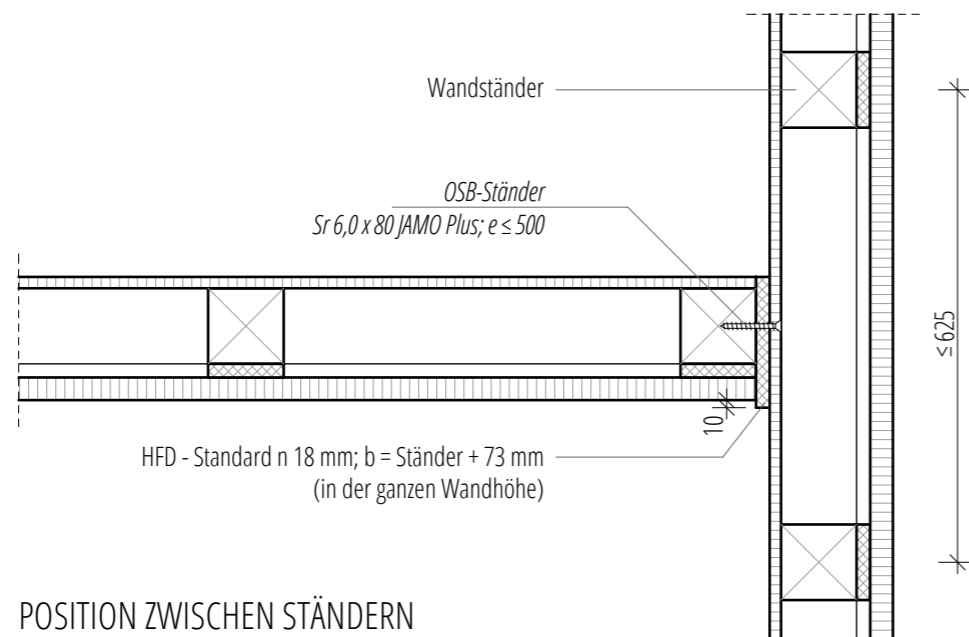 Wandständer
OSB-Ständer
Sr 6,0 x 80 JAMO Plus; e ≤ 500
≤ 625
10
HFD - Standard n 18 mm; b = Ständer + 73 mm
(in der ganzen Wandhöhe)
POSITION ZWISCHEN STÄNDERN